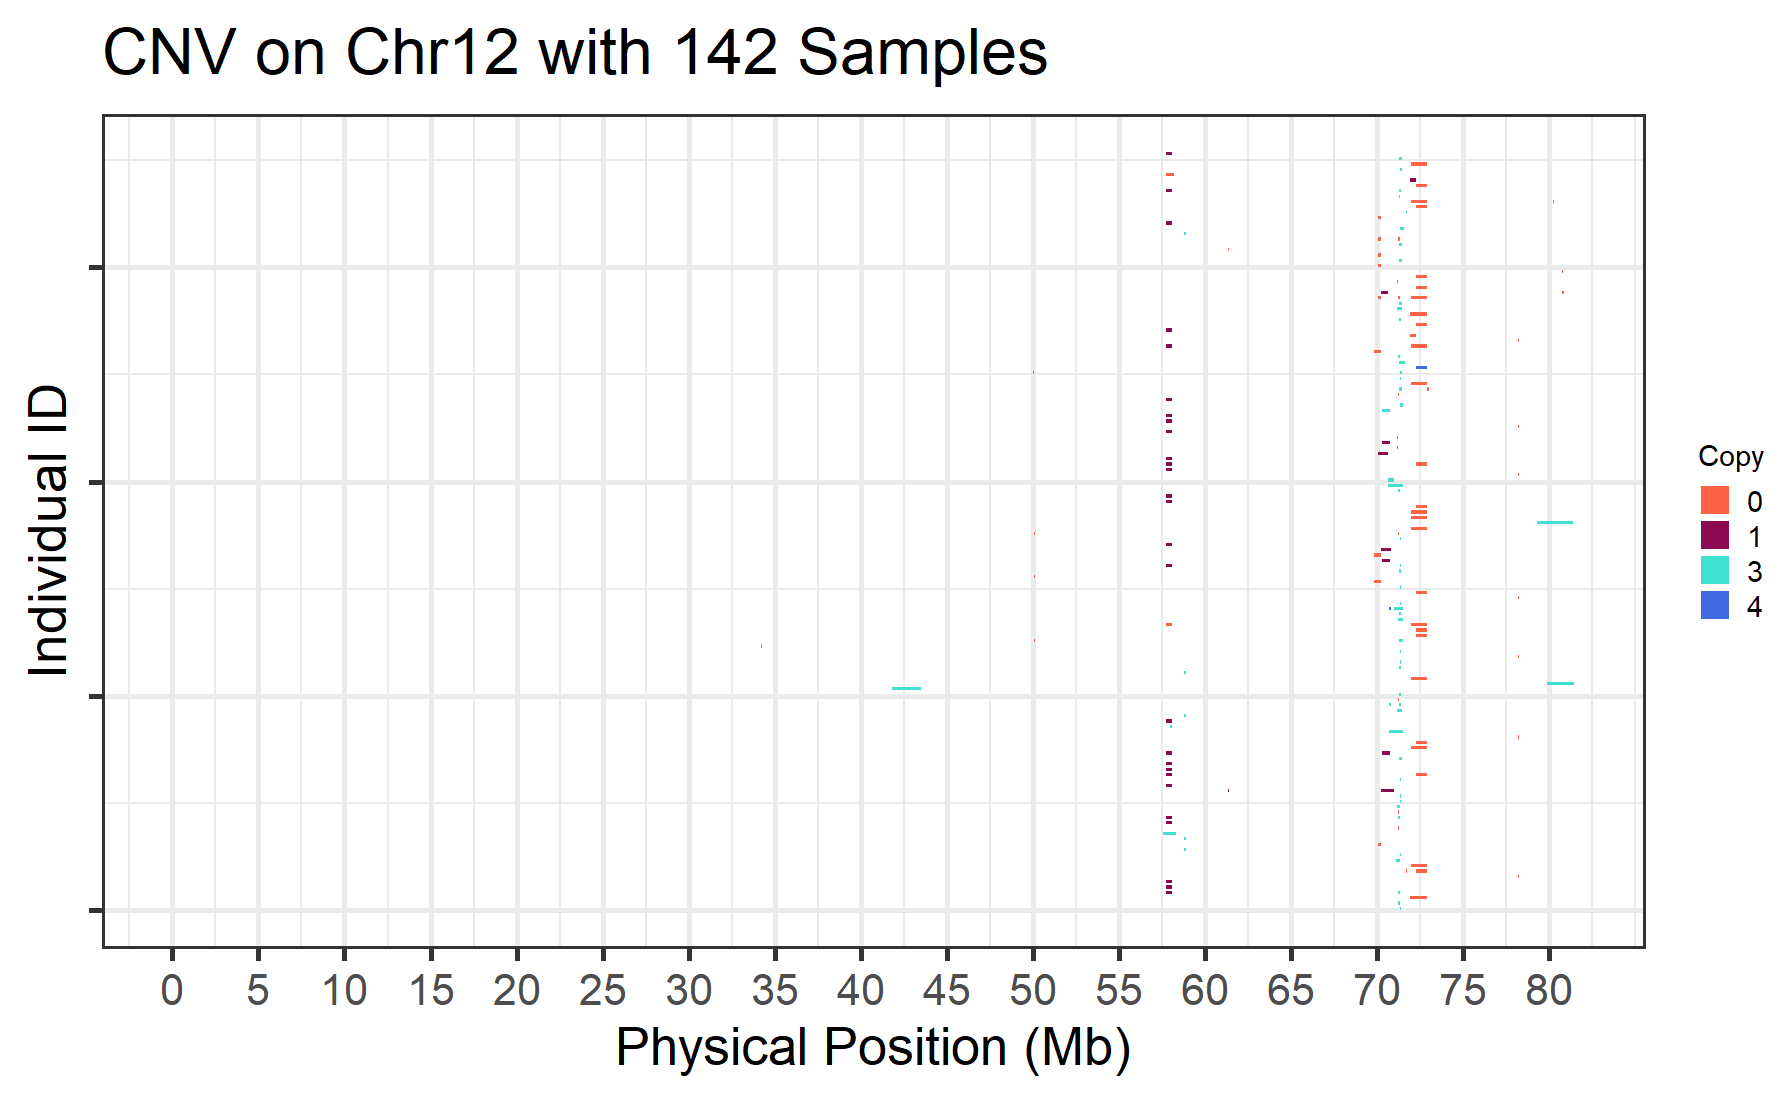 CNV on Chr12 with 142 Samples
Individual ID
0 5 10 15 20 25 30 35 40 45 50 55 60 65 70 75 80
Physical Position (Mb)
Copy
0
1
3
4